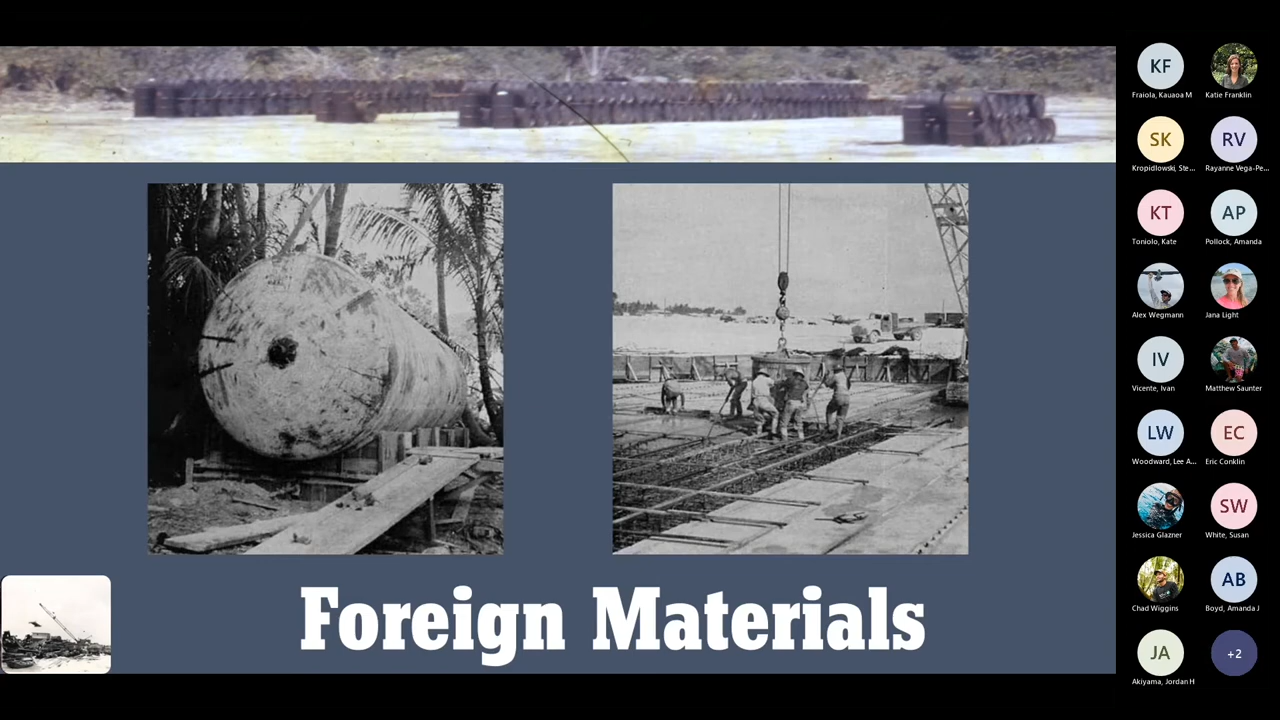 Foreign Materials
KF
Fraiola, Kauaoa M
Katie Franklin
SK
Kropidlowski, Ste...
RV
Rayanne Vega-Pe...
KT
Toniolo, Kate
AP
Pollock, Amanda
Alex Wegmann
Jana Light
IV
Vicente, Ivan
Matthew Saunter
LW
Woodward, Lee A...
EC
Eric Conklin
Jessica Glazner
SW
White, Susan
Chad Wiggins
AB
Boyd, Amanda J
JA
Akiyama, Jordan H
+2